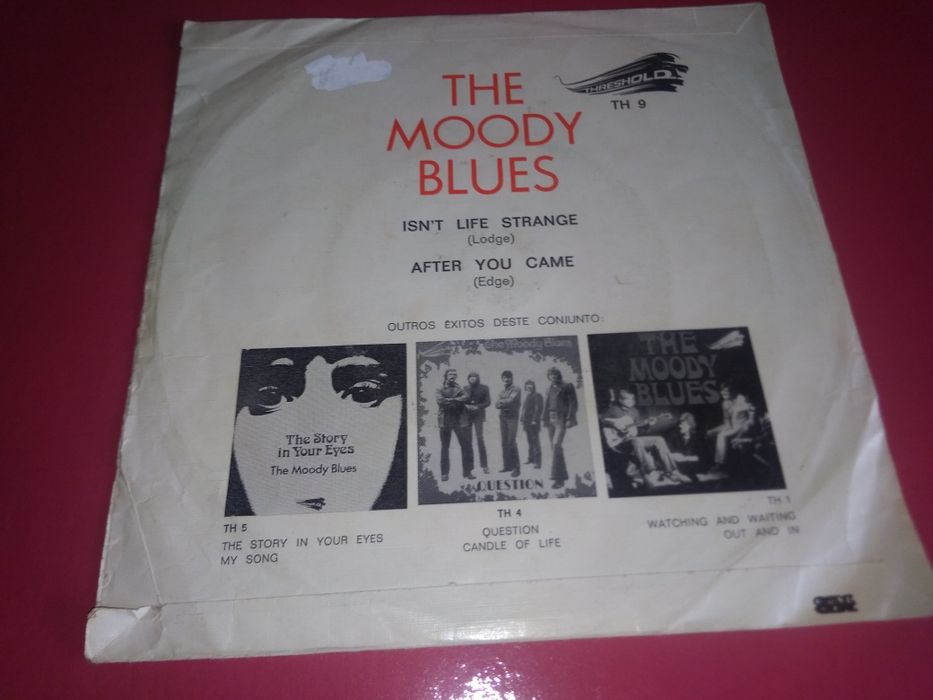 THE
MOODY
BLUES
THRESHOLD
TH 9
ISN'T LIFE STRANGE
(Lodge)
AFTER YOU CAME
(Edge)
OUTROS ÊXITOS DESTE CONJUNTO:
The Story
in Your Eyes
The Moody Blues
TH 5
THE STORY IN YOUR EYES
MY SONG
The Moody Blues
QUESTION
TH 4
QUESTION
CANDLE OF LIFE
THE
MOODY
BLUES
TH 1
WATCHING AND WAITING
OUT AND IN